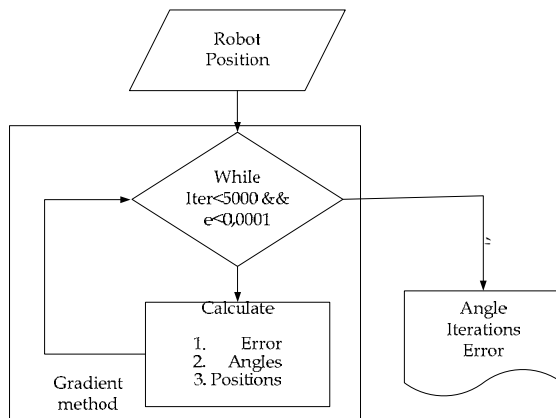 Robot
Position
While
Iter<5000 &&
e<0,0001
Calculate
1. Error
2. Angles
3. Positions
Gradient
method
Angle
Iterations
Error